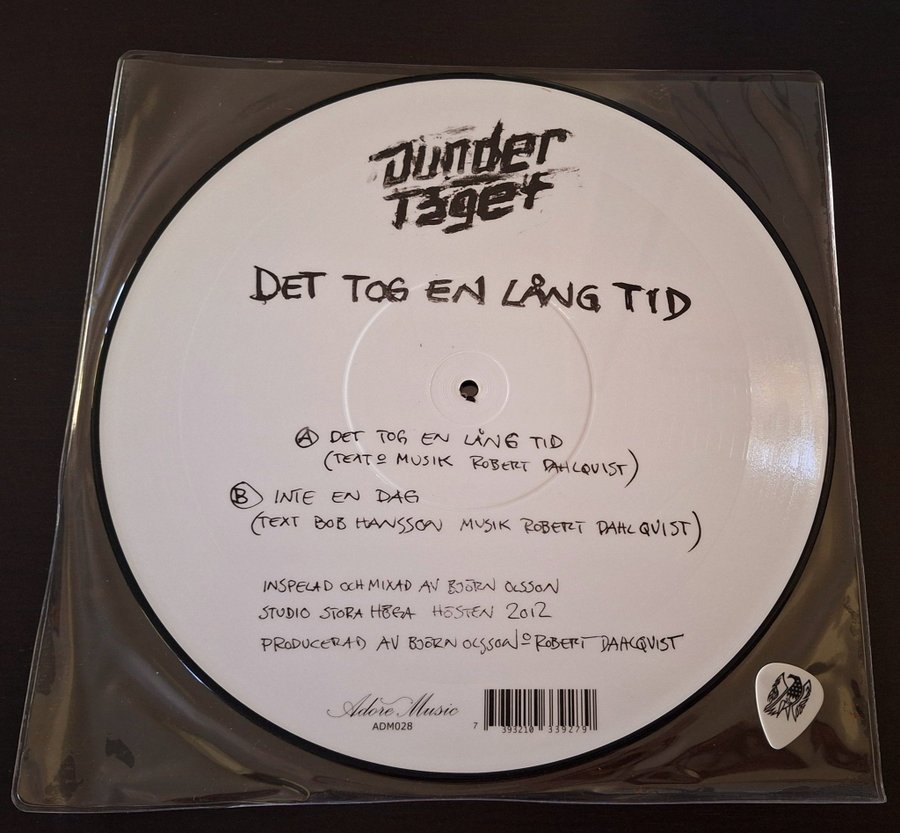 Dunder
Tåget
DET TOG EN LÅNG TID
A DET TOG EN LÅNG TID
(TEXT O MUSIK ROBERT DAHLQVIST)
B INTE EN DAG
(TEXT BOB HANSSON MUSIK ROBERT DAHLQVIST)
INSPELAD OCH MIXAD AV BJÖRN OLSSON
STUDIO STORA HÖGA HÖSTEN 2012
PRODUCERAD AV BJÖRN OLSSON O ROBERT DAHLQVIST
Adore Music
ADM028
7 393210 339279